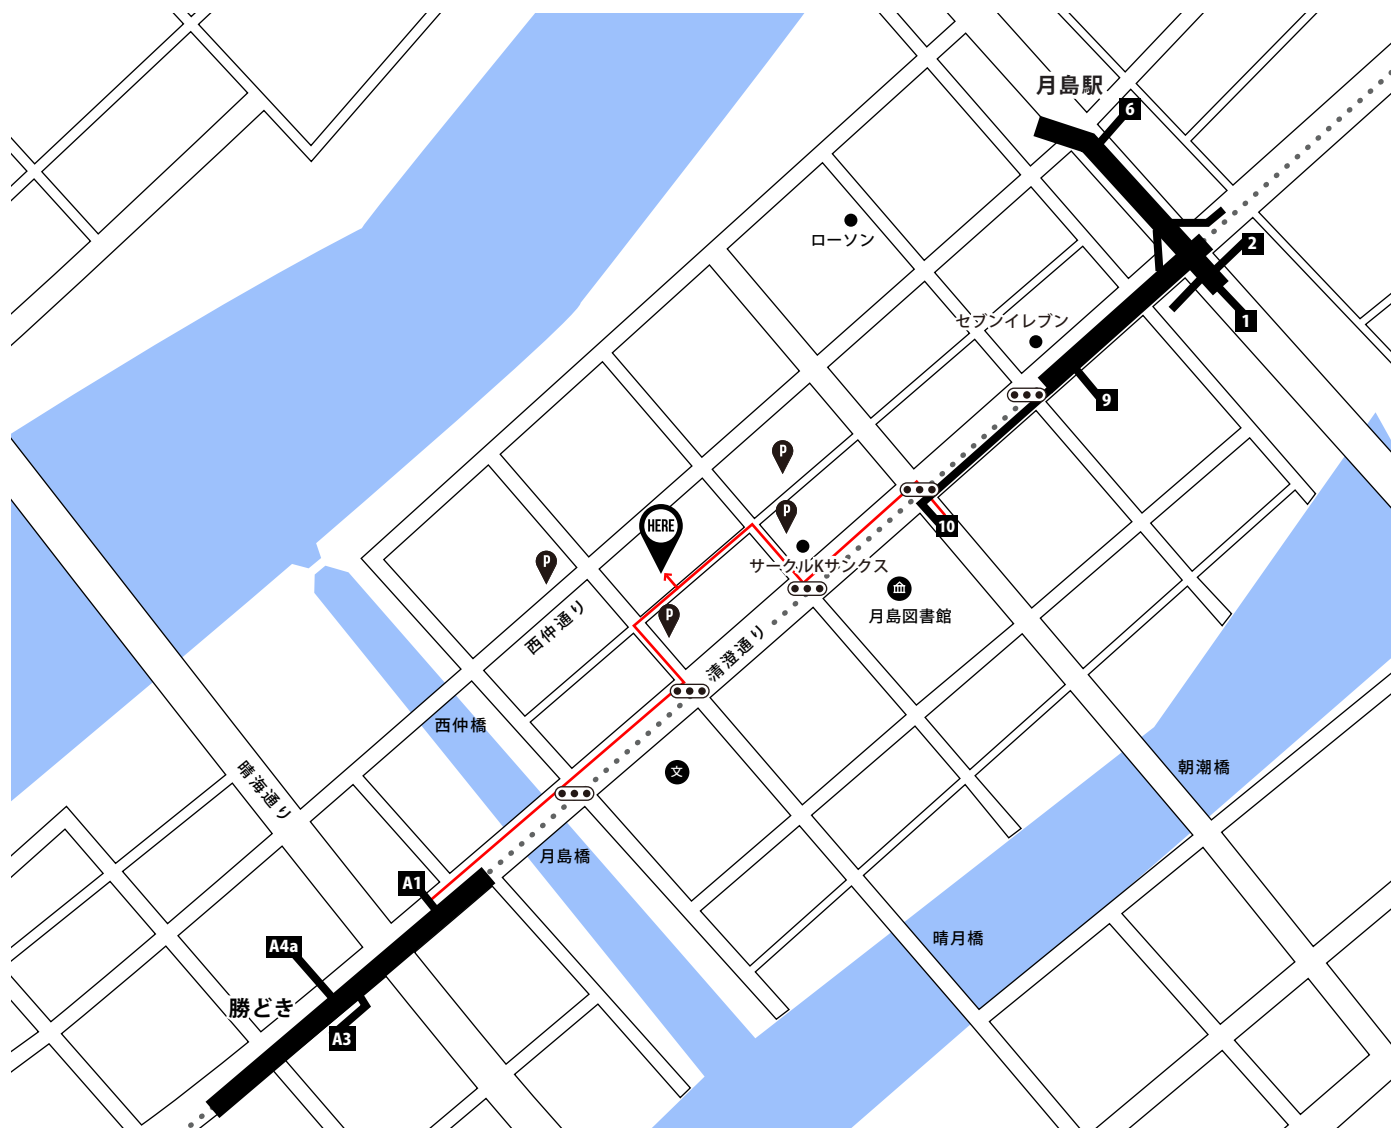 月島駅
6
ローソン
2
1
セブンイレブン
9
P
P
HERE
10
P
サークルKサンクス
月島図書館
P
西仲通り
清澄通り
西仲橋
文
朝潮橋
晴海通り
月島橋
A1
晴月橋
A4a
勝どき
A3